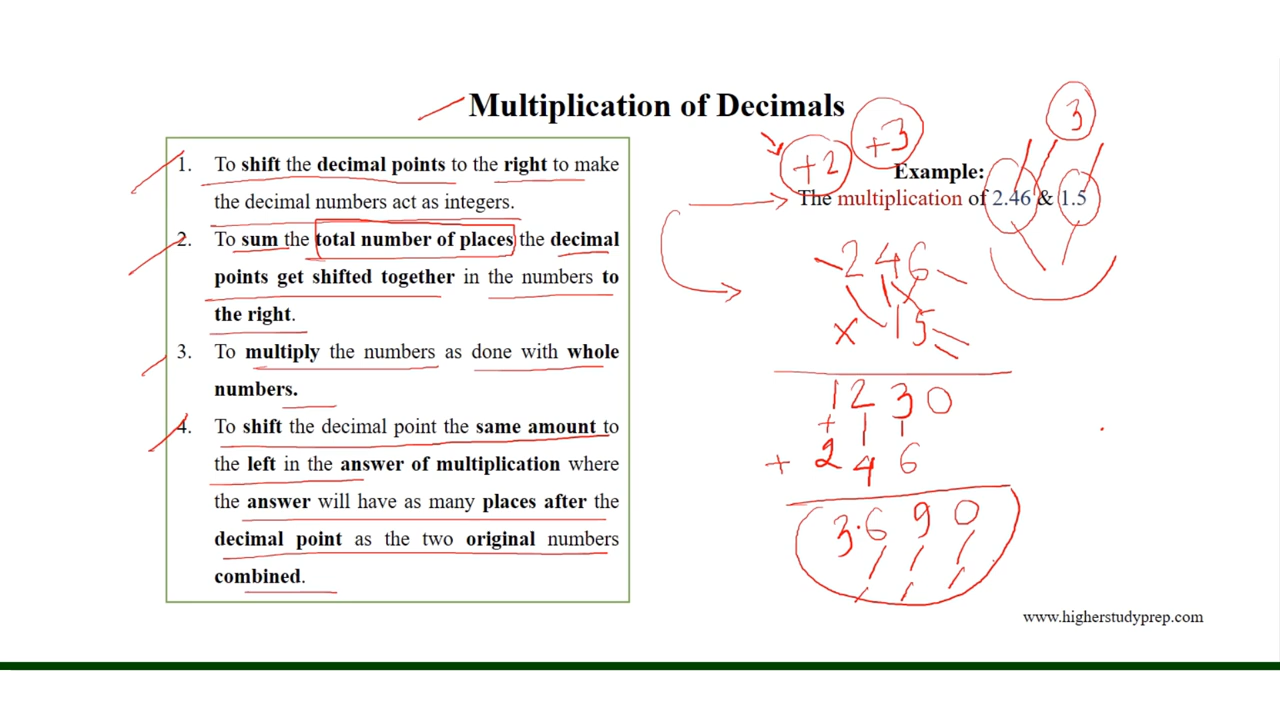 Multiplication of Decimals
1. To shift the decimal points to the right to make
the decimal numbers act as integers.
2. To sum the total number of places the decimal
points get shifted together in the numbers to
the right.
3. To multiply the numbers as done with whole
numbers.
4. To shift the decimal point the same amount to
the left in the answer of multiplication where
the answer will have as many places after the
decimal point as the two original numbers
combined.
3
+2 +3
Example:
The multiplication of 2.46 & 1.5
246
x 15
1230
+
+ 246
3.690
www.higherstudyprep.com